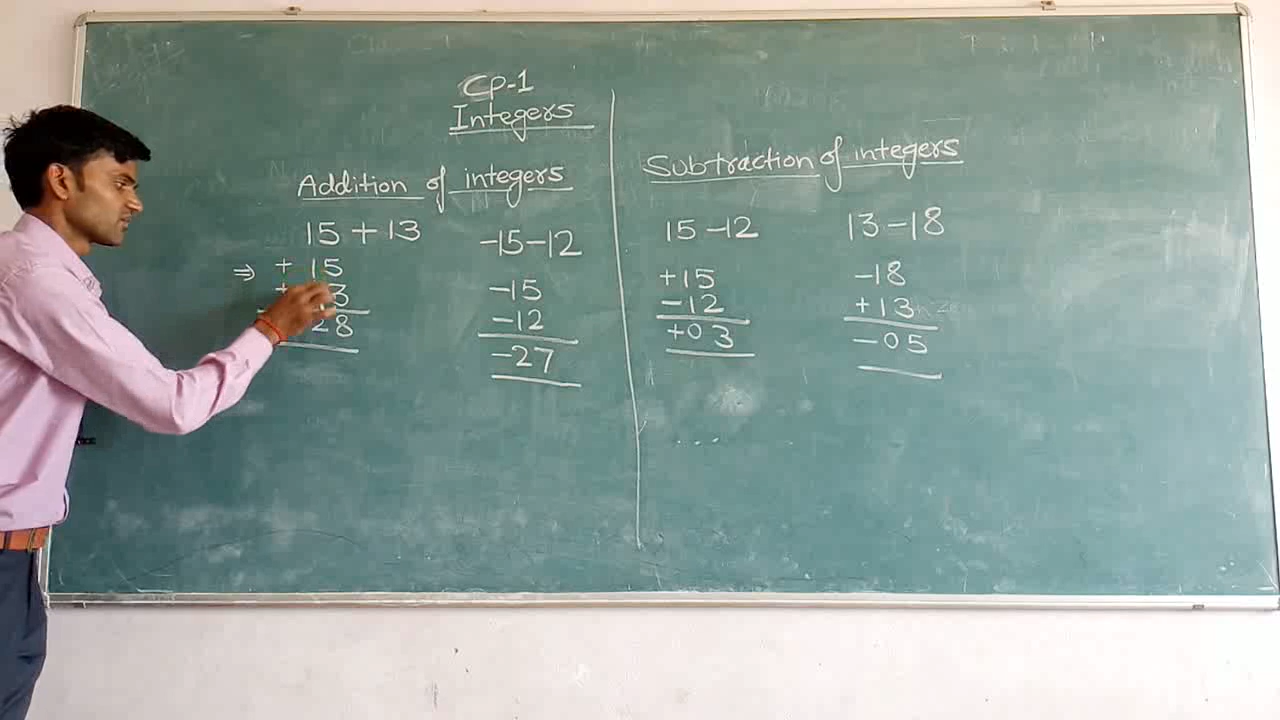 CP-1
Integers
Addition of integers
15 + 13
⇒ + 15
+ 3
28
-15-12
-15
-12
-27
Subtraction of integers
15 -12
+15
-12
+03
13 -18
-18
+13
-05